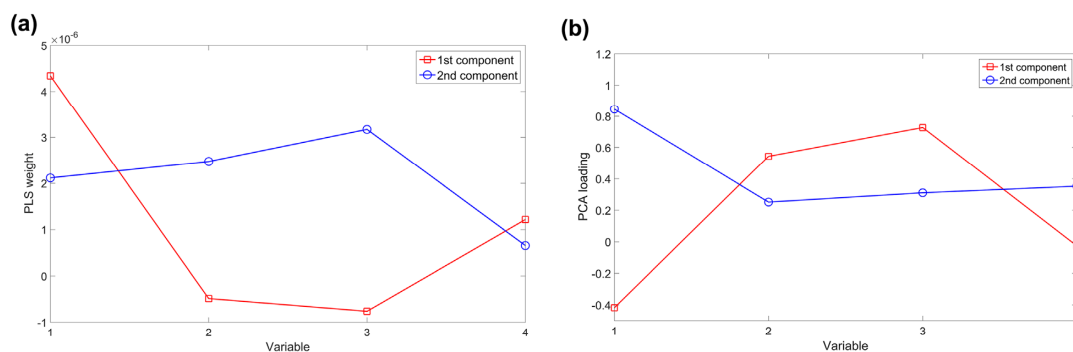 (a)
×10⁻⁶
5
4
3
2
1
0
-1
PLS weight
1
2
3
4
Variable
1st component
2nd component
(b)
1.2
1
0.8
0.6
0.4
0.2
0
-0.2
-0.4
PCA loading
1
2
3
Variable
1st component
2nd component